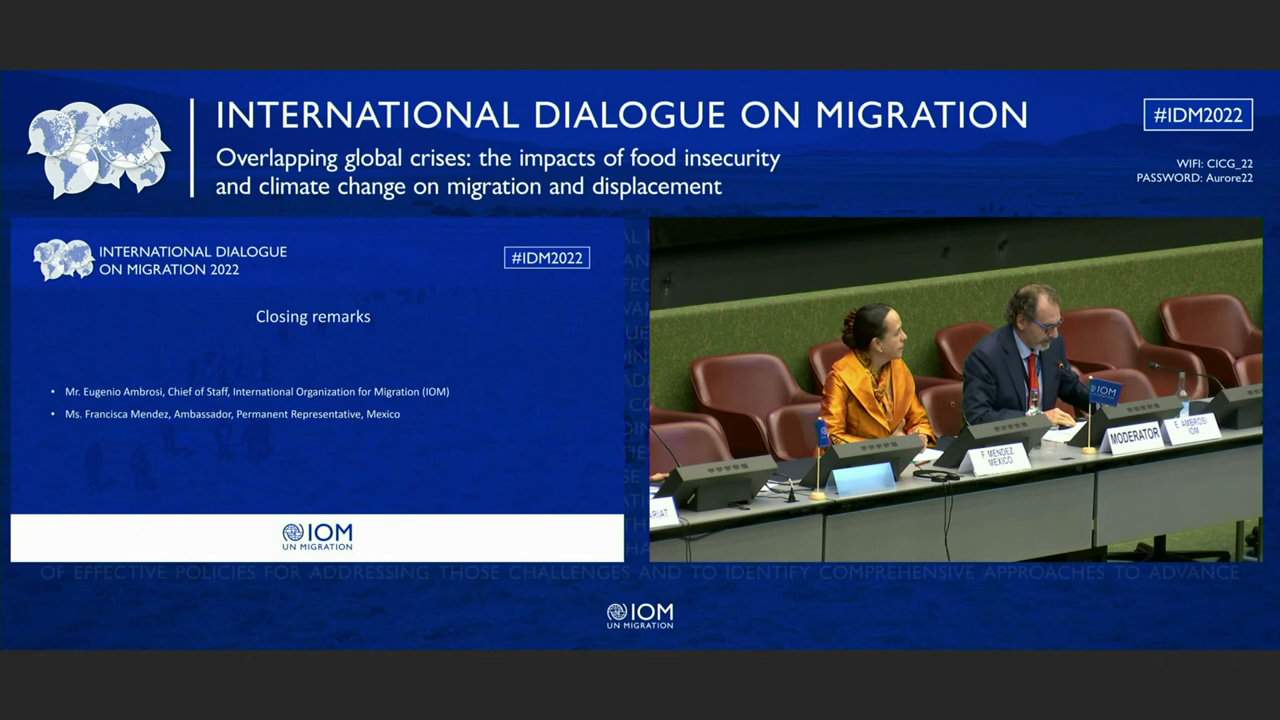 INTERNATIONAL DIALOGUE ON MIGRATION
Overlapping global crises: the impacts of food insecurity
and climate change on migration and displacement
#IDM2022
WIFI: CICG_22
PASSWORD: Aurore22
INTERNATIONAL DIALOGUE
ON MIGRATION 2022
#IDM2022
Closing remarks
• Mr. Eugenio Ambrosi, Chief of Staff, International Organization for Migration (IOM)
• Ms. Francisca Mendez, Ambassador, Permanent Representative, Mexico
IOM
UN MIGRATION
IOM
MODERATOR
E. AMBROSI
IOM
F. MENDEZ
MEXICO
ARIAT
OF EFFECTIVE POLICIES FOR ADDRESSING THOSE CHALLENGES AND TO IDENTIFY COMPREHENSIVE APPROACHES TO ADVANCE
IOM
UN MIGRATION